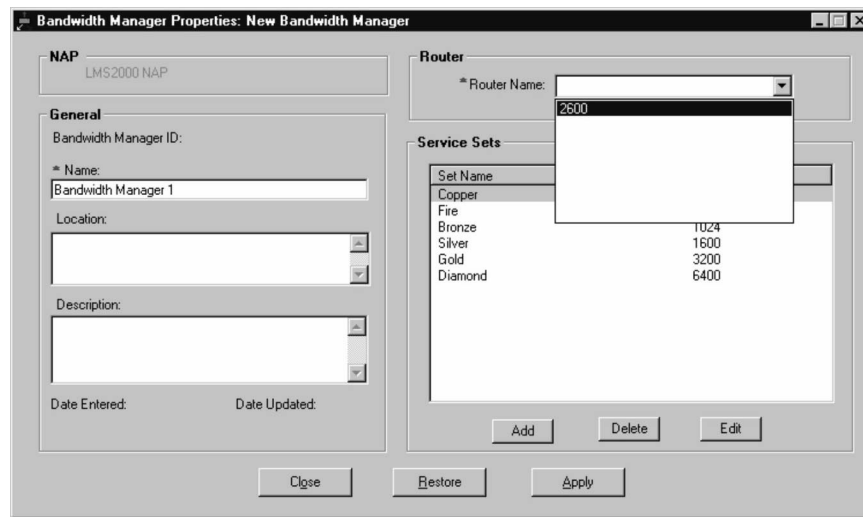 Bandwidth Manager Properties: New Bandwidth Manager
NAP
LMS2000 NAP
General
Bandwidth Manager ID:
* Name:
Bandwidth Manager 1
Location:
Description:
Date Entered: Date Updated:
Router
* Router Name:
2600
Service Sets
Set Name
Copper
Fire
Bronze 1024
Silver 1600
Gold 3200
Diamond 6400
Add Delete Edit
Close Restore Apply